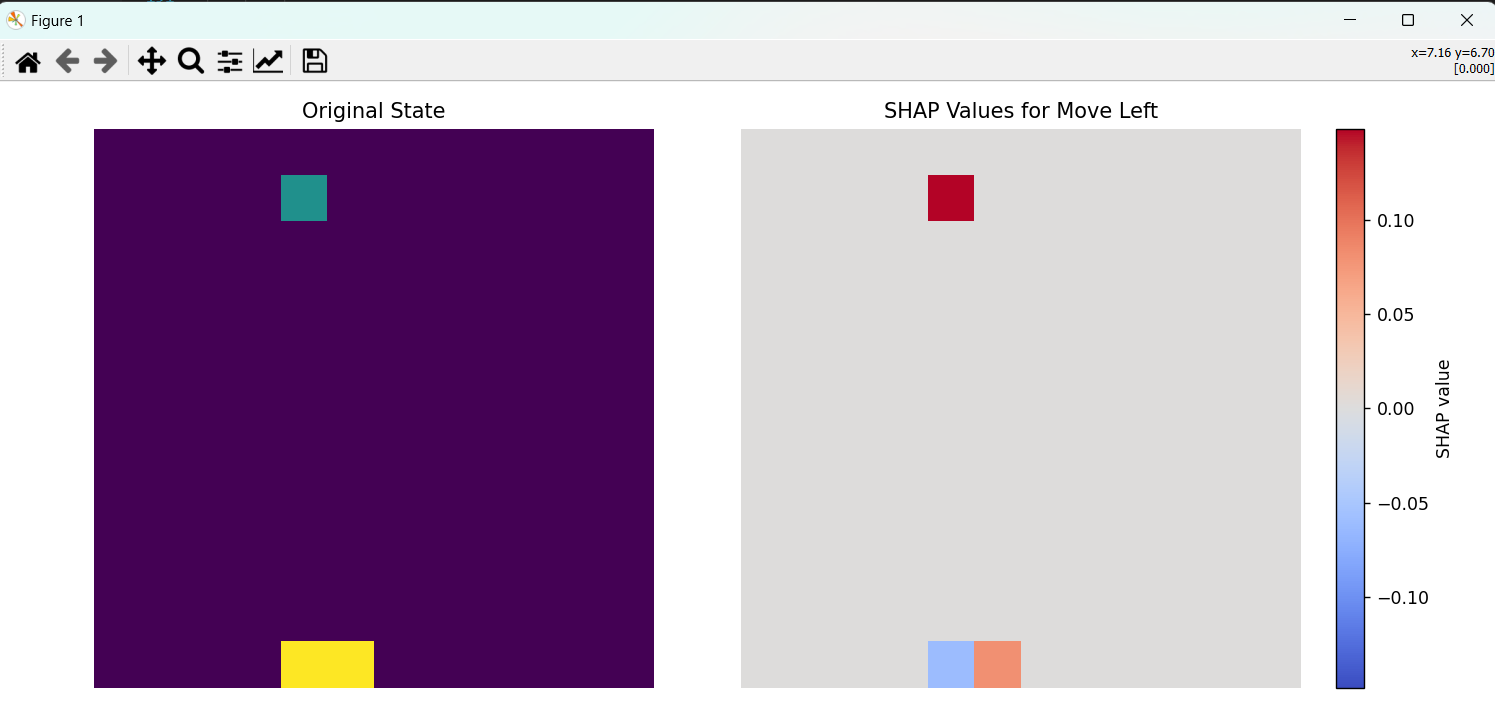 Figure 1
x=7.16 y=6.70
[0.000]
Original State
SHAP Values for Move Left
0.10
0.05
0.00
−0.05
−0.10
SHAP value